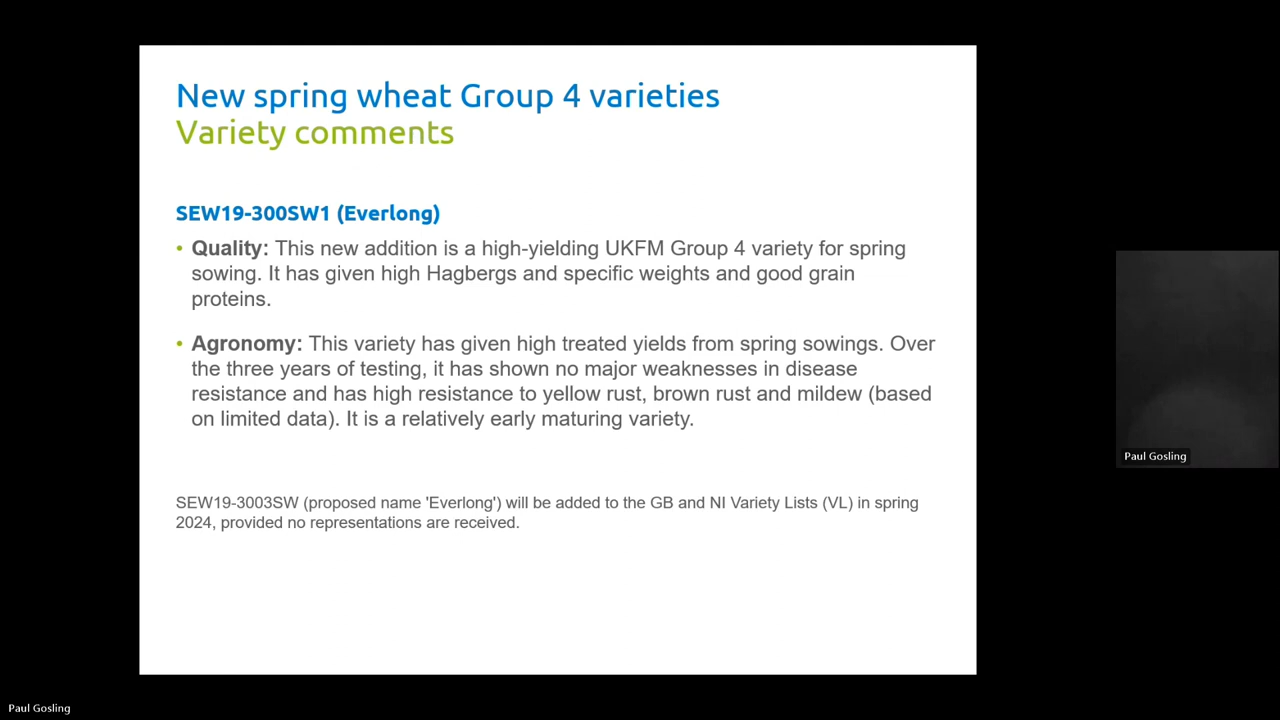 New spring wheat Group 4 varieties
Variety comments
SEW19-300SW1 (Everlong)
• Quality: This new addition is a high-yielding UKFM Group 4 variety for spring
sowing. It has given high Hagbergs and specific weights and good grain
proteins.
• Agronomy: This variety has given high treated yields from spring sowings. Over
the three years of testing, it has shown no major weaknesses in disease
resistance and has high resistance to yellow rust, brown rust and mildew (based
on limited data). It is a relatively early maturing variety.
SEW19-3003SW (proposed name 'Everlong') will be added to the GB and NI Variety Lists (VL) in spring
2024, provided no representations are received.
Paul Gosling
Paul Gosling